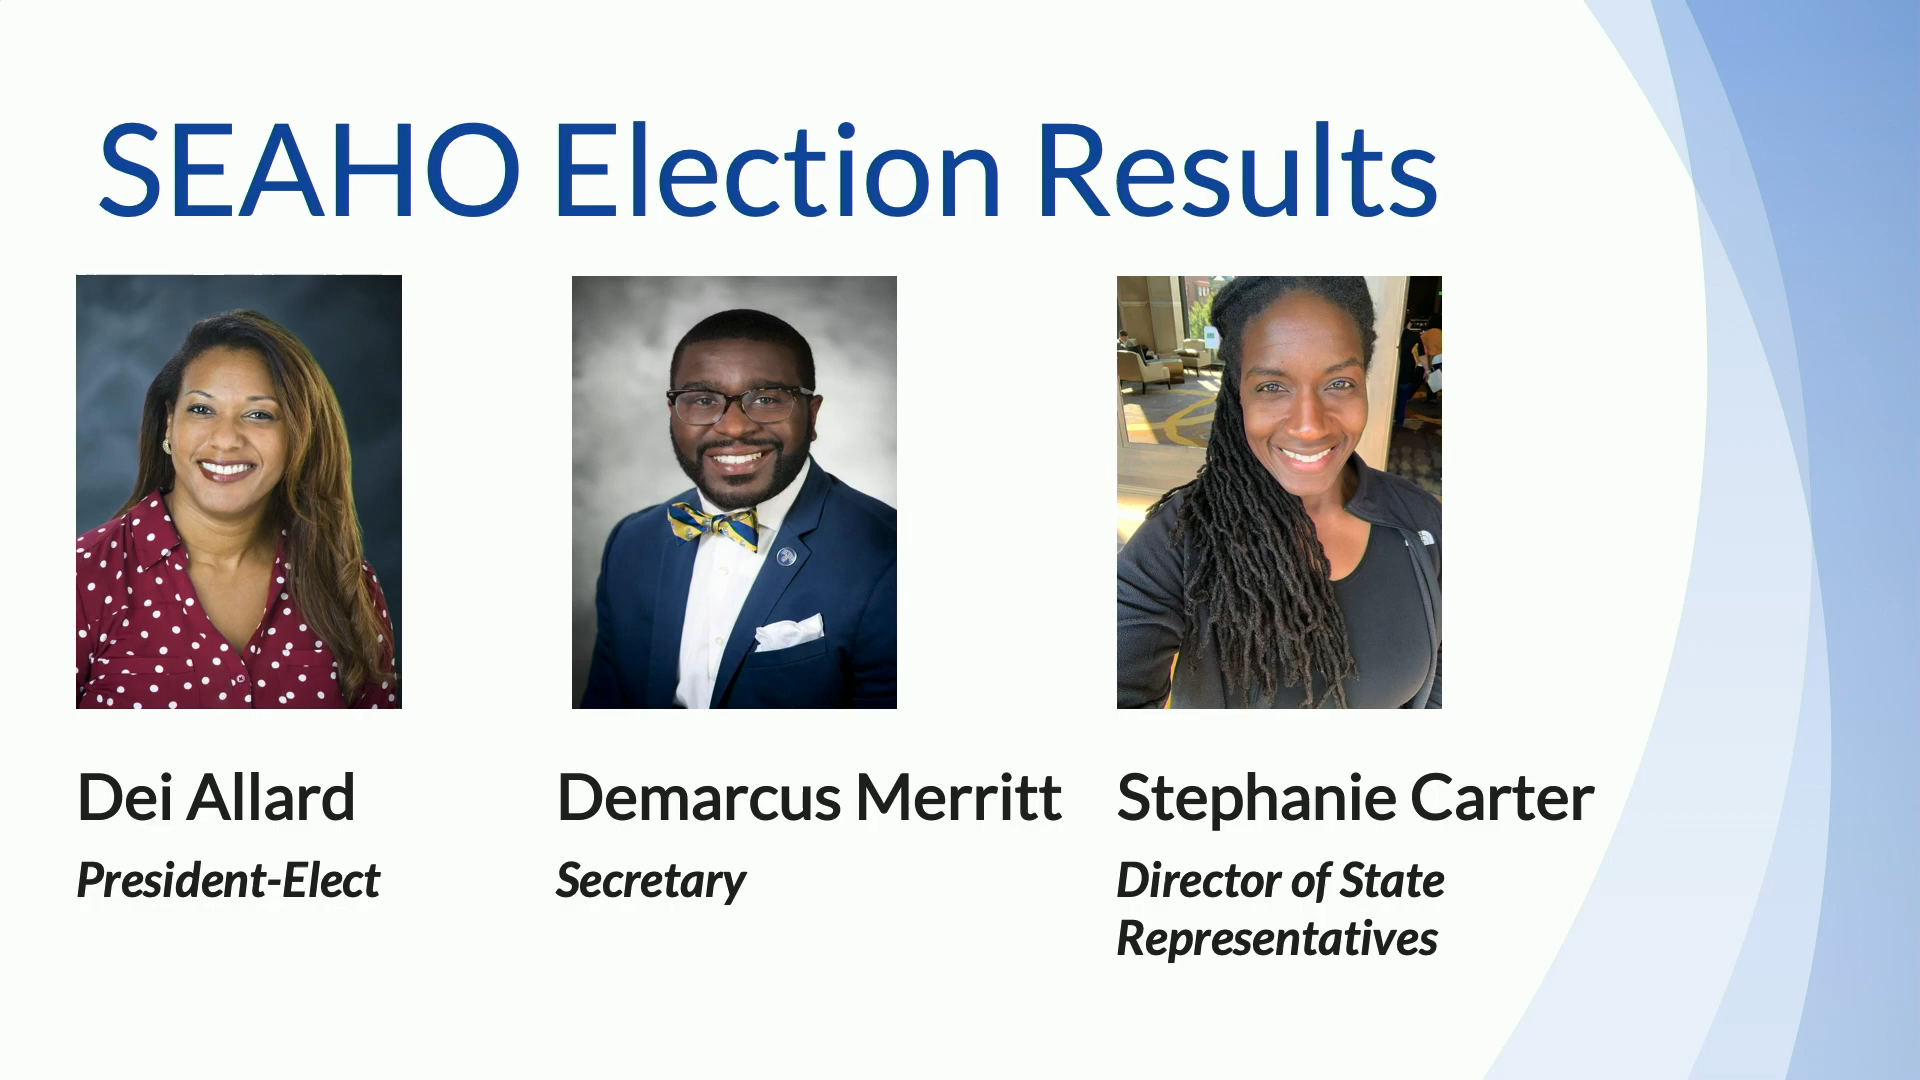 SEAHO Election Results
Dei Allard
President-Elect
Demarcus Merritt
Secretary
Stephanie Carter
Director of State
Representatives